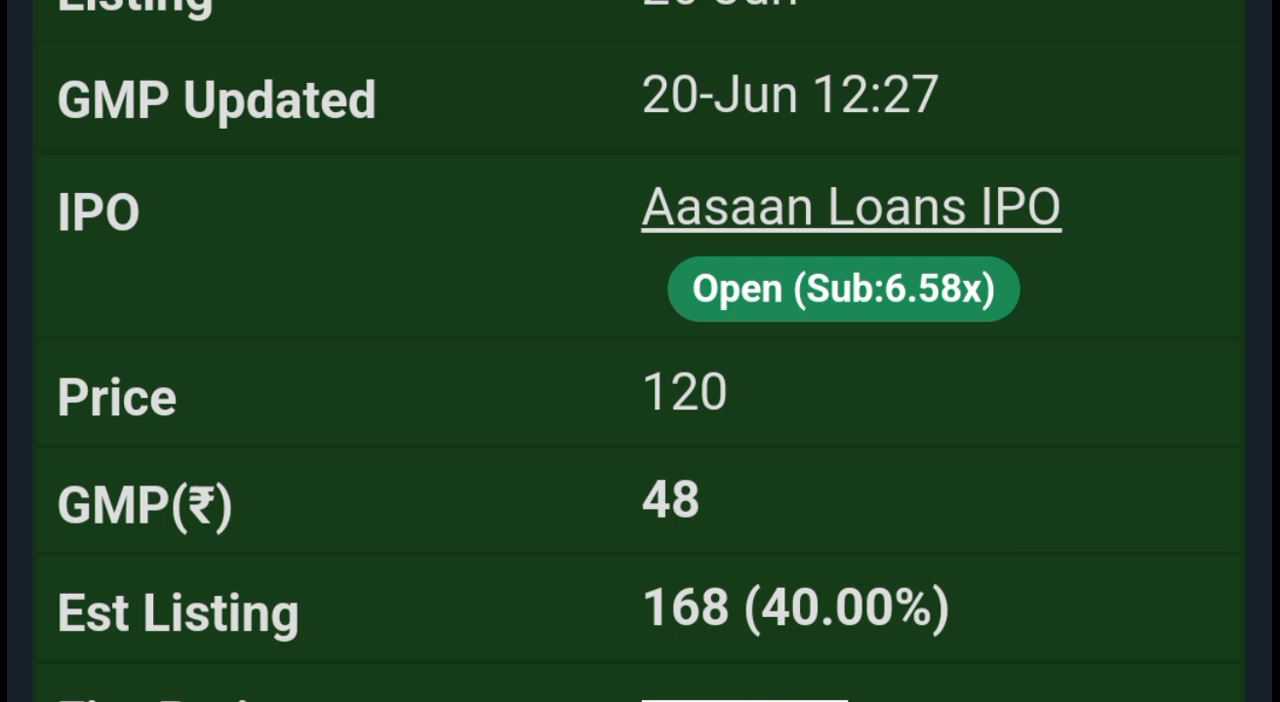 Listing
GMP Updated 20-Jun 12:27
IPO Aasaan Loans IPO
Open (Sub:6.58x)
Price 120
GMP(₹) 48
Est Listing 168 (40.00%)